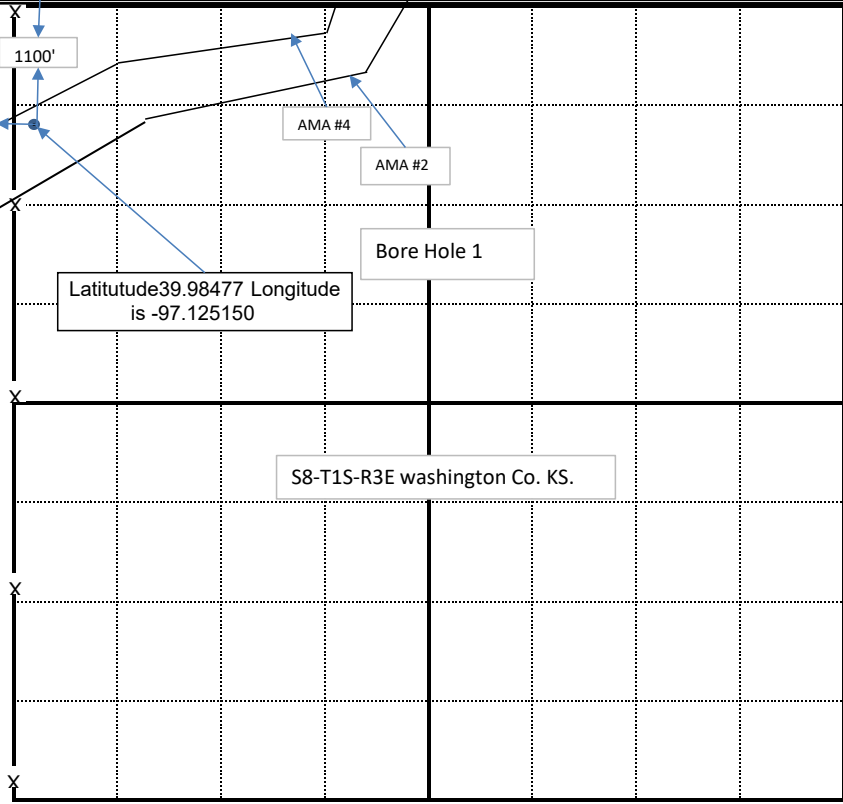 X
1100'
AMA #4
AMA #2
X
Bore Hole 1
Latitutude39.98477 Longitude
is -97.125150
X
S8-T1S-R3E washington Co. KS.
X
X